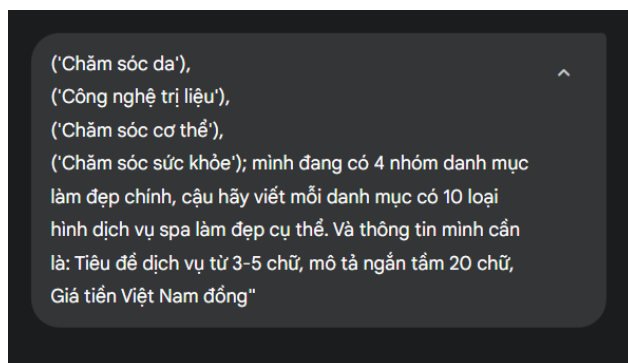 ('Chăm sóc da'),
('Công nghệ trị liệu'),
('Chăm sóc cơ thể'),
('Chăm sóc sức khỏe'); mình đang có 4 nhóm danh mục
làm đẹp chính, cậu hãy viết mỗi danh mục có 10 loại
hình dịch vụ spa làm đẹp cụ thể. Và thông tin mình cần
là: Tiêu đề dịch vụ từ 3-5 chữ, mô tả ngắn tầm 20 chữ,
Giá tiền Việt Nam đồng"